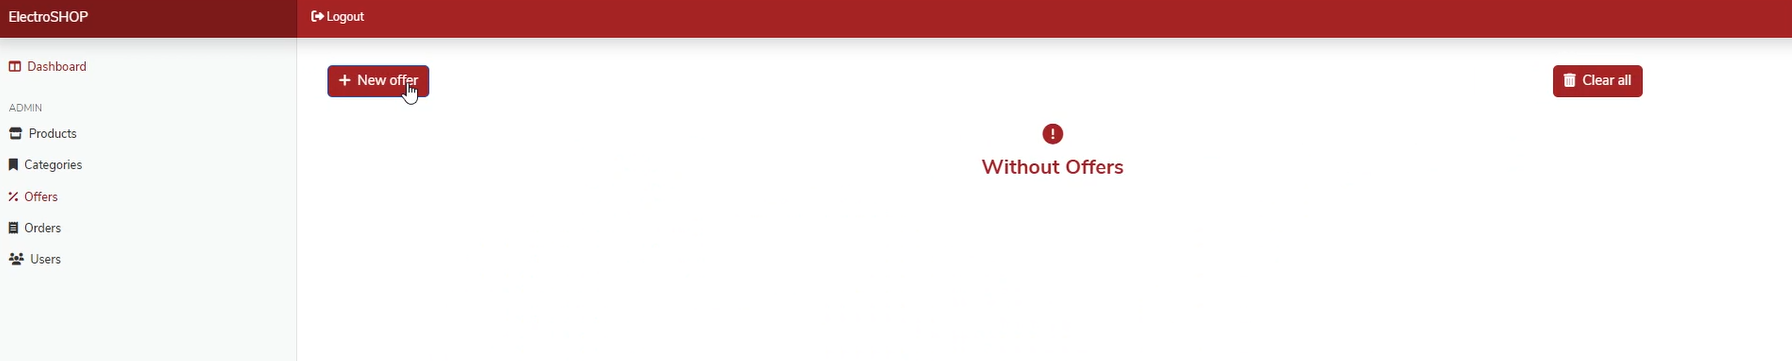 ElectroSHOP
Logout
Dashboard
New offer
Clear all
ADMIN
Products
Without Offers
Categories
Offers
Orders
Users